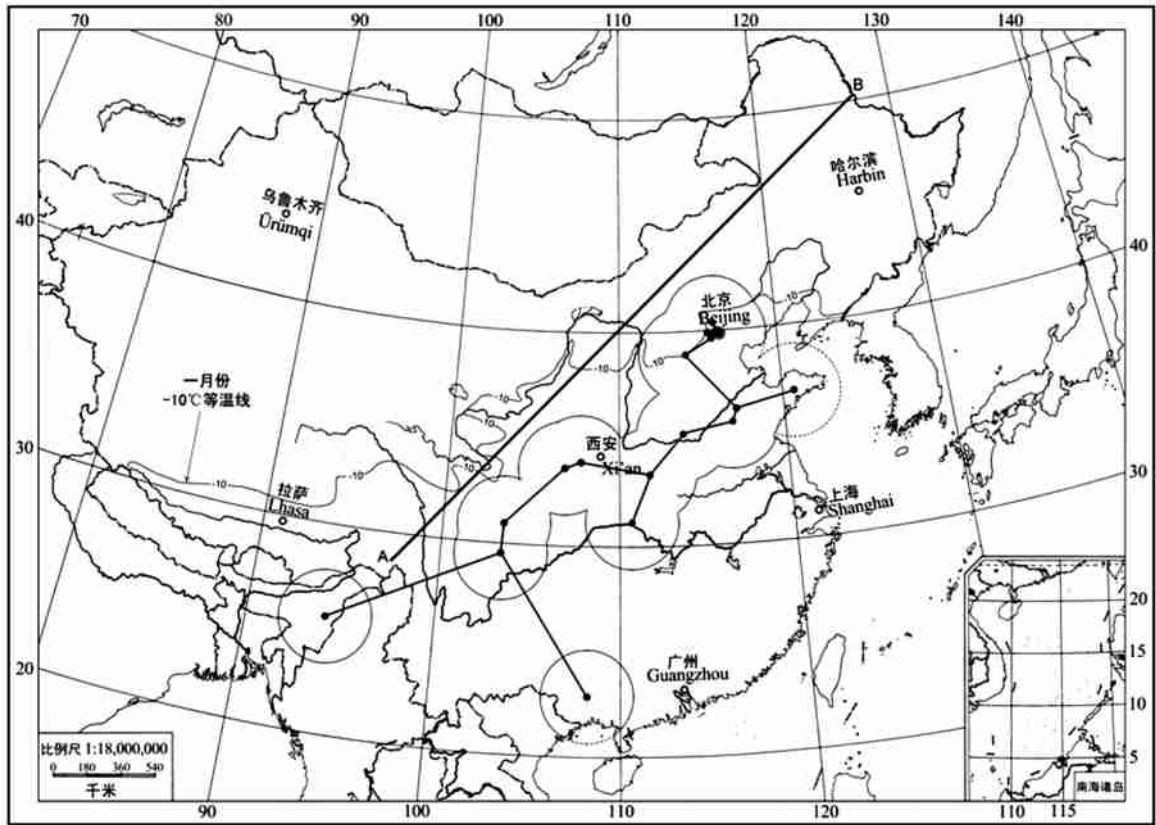 70 80 90 100 110 120 130 140
B
哈尔滨
Harbin
乌鲁木齐
Ürümqi
40
40
北京
Beijing
-10
-10
-10
-10
一月份
-10℃等温线
-10
30
西安
Xi'an
30
-10
拉萨
Lhasa
上海
Shanghai
A
20
广州
Guangzhou
20
15
10
5
比例尺 1:18,000,000
0 180 360 540
千米
南海诸岛
90 100 110 120 110 115